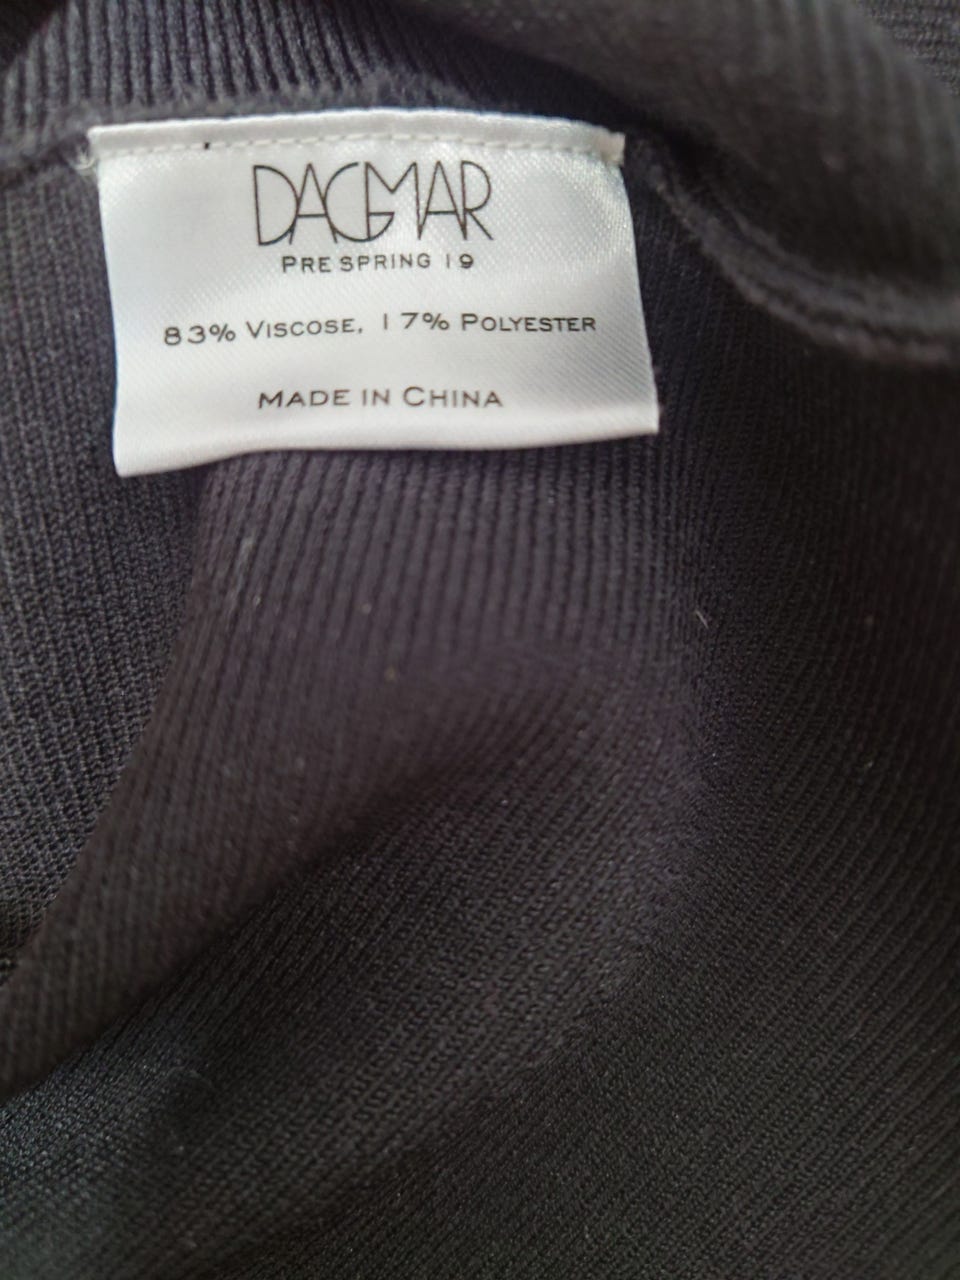 DAGMAR
PRE SPRING 19
83% VISCOSE, 17% POLYESTER
MADE IN CHINA